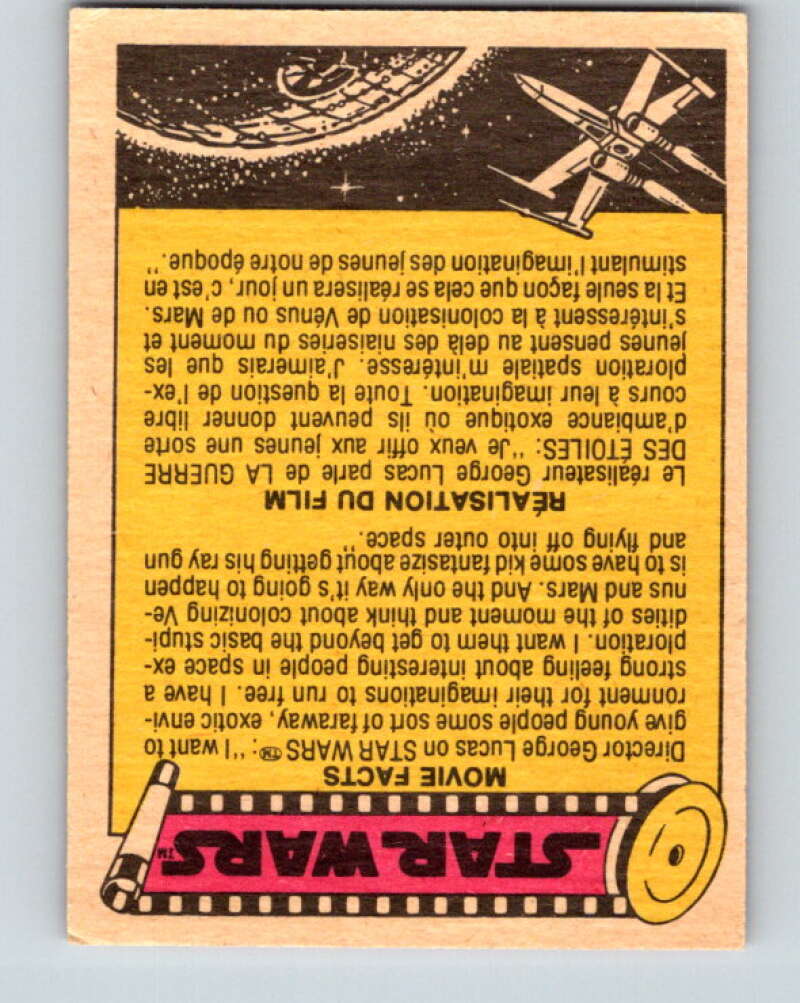 STAR WARS™
MOVIE FACTS
Director George Lucas on STAR WARS™: "I want to
give young people some sort of faraway, exotic envi-
ronment for their imaginations to run free. I have a
strong feeling about interesting people in space ex-
ploration. I want them to get beyond the basic stupi-
dities of the moment and think about colonizing Ve-
nus and Mars. And the only way it's going to happen
is to have some kid fantasize about getting his ray gun
and flying off into outer space."
RÉALISATION DU FILM
Le réalisateur George Lucas parle de LA GUERRE
DES ÉTOILES: "Je veux offir aux jeunes une sorte
d'ambiance exotique où ils peuvent donner libre
cours à leur imagination. Toute la question de l'ex-
ploration spatiale m'intéresse. J'aimerais que les
jeunes pensent au delà des niaiseries du moment et
s'intéressent à la colonisation de Vénus ou de Mars.
Et la seule façon que cela se réalisera un jour, c'est en
stimulant l'imagination des jeunes de notre époque."